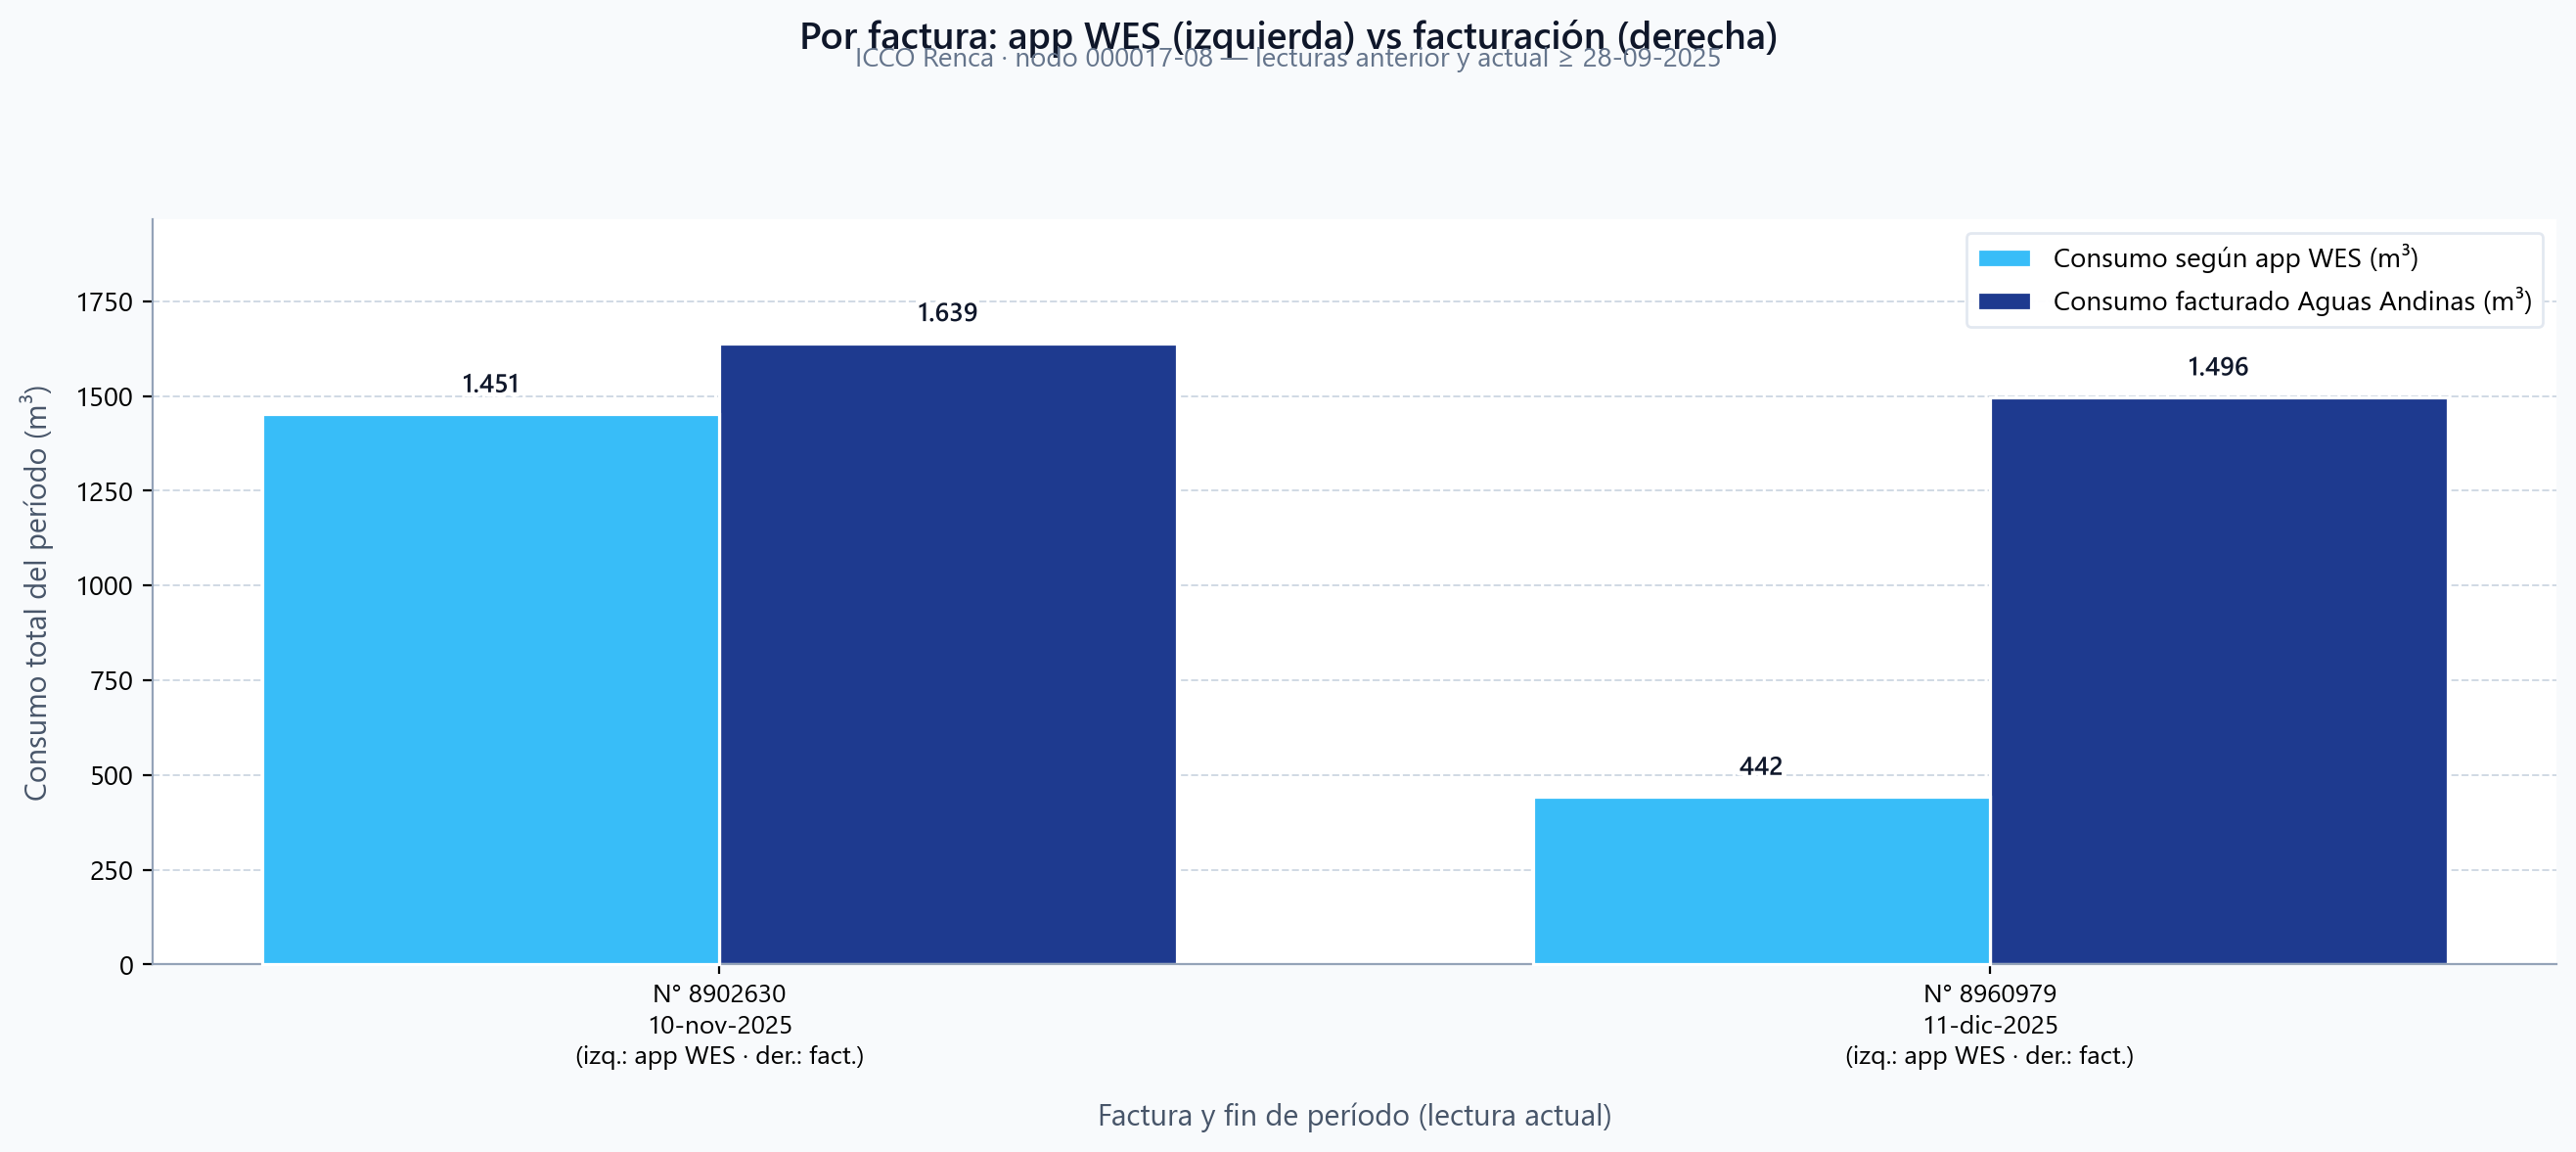 Por factura: app WES (izquierda) vs facturación (derecha)
ICCO Renca · nodo 000017-08 — lecturas anterior y actual ≥ 28-09-2025
Consumo según app WES (m³)
Consumo facturado Aguas Andinas (m³)
Consumo total del período (m³)
1750
1500
1250
1000
750
500
250
0
1.451
1.639
442
1.496
N° 8902630
10-nov-2025
(izq.: app WES · der.: fact.)
N° 8960979
11-dic-2025
(izq.: app WES · der.: fact.)
Factura y fin de período (lectura actual)